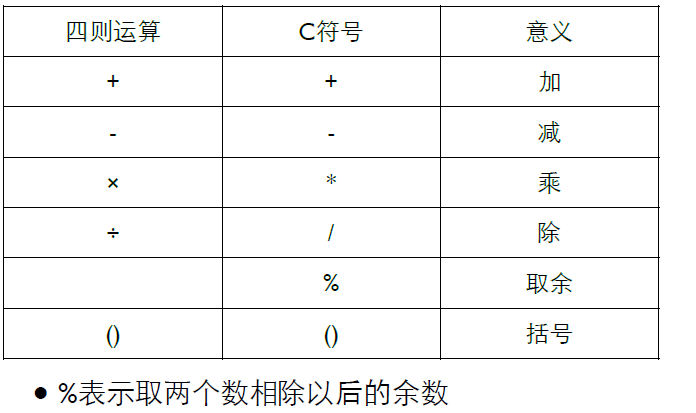 四则运算 C符号 意义
+ + 加
- - 减
× * 乘
÷ / 除
% 取余
() () 括号
●%表示取两个数相除以后的余数